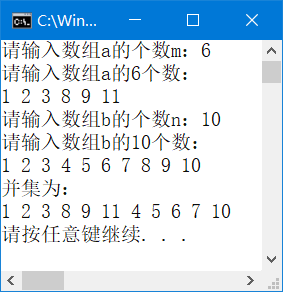 C:\Win...
请输入数组a的个数m: 6
请输入数组a的6个数:
1 2 3 8 9 11
请输入数组b的个数n: 10
请输入数组b的10个数:
1 2 3 4 5 6 7 8 9 10
并集为:
1 2 3 8 9 11 4 5 6 7 10
请按任意键继续. . .